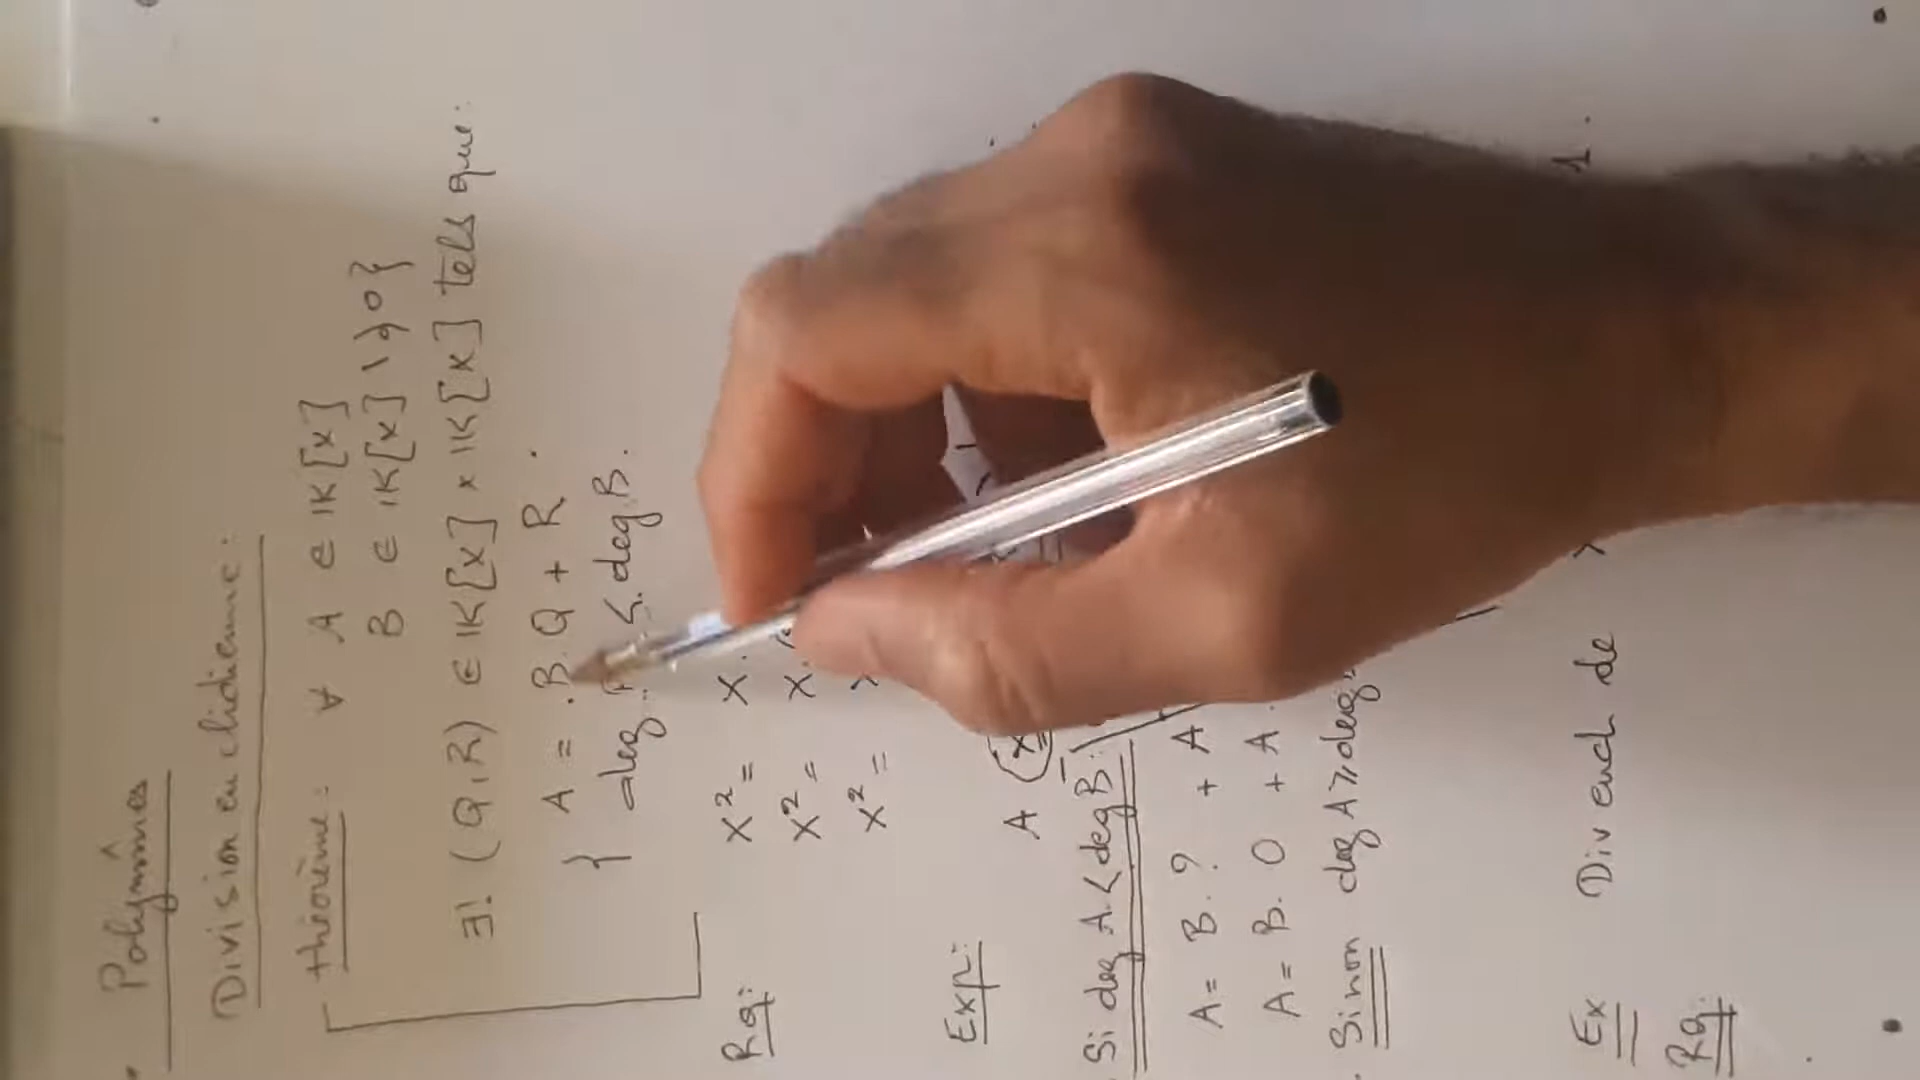 Polynômes
Division euclidienne:
théorème: ∀ A ∈ IK[X]
B ∈ IK[X] \ {0}
∃! (Q,R) ∈ IK[X] × IK[X] tels que:
{ A = B.Q + R.
deg R < deg B.
Rq: X² = X.
X² = X.
X² =
Exp: A
Si deg A < deg B:
A = B. ? + A
A = B. O + A.
Sinon deg A ≥ deg
Ex Div eucl de 1.
Rq: